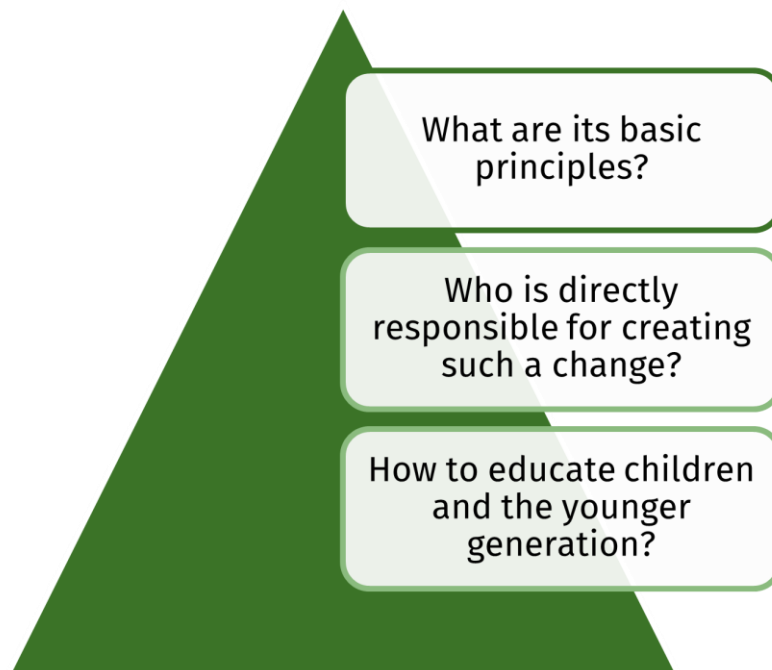 What are its basic
principles?
Who is directly
responsible for creating
such a change?
How to educate children
and the younger
generation?